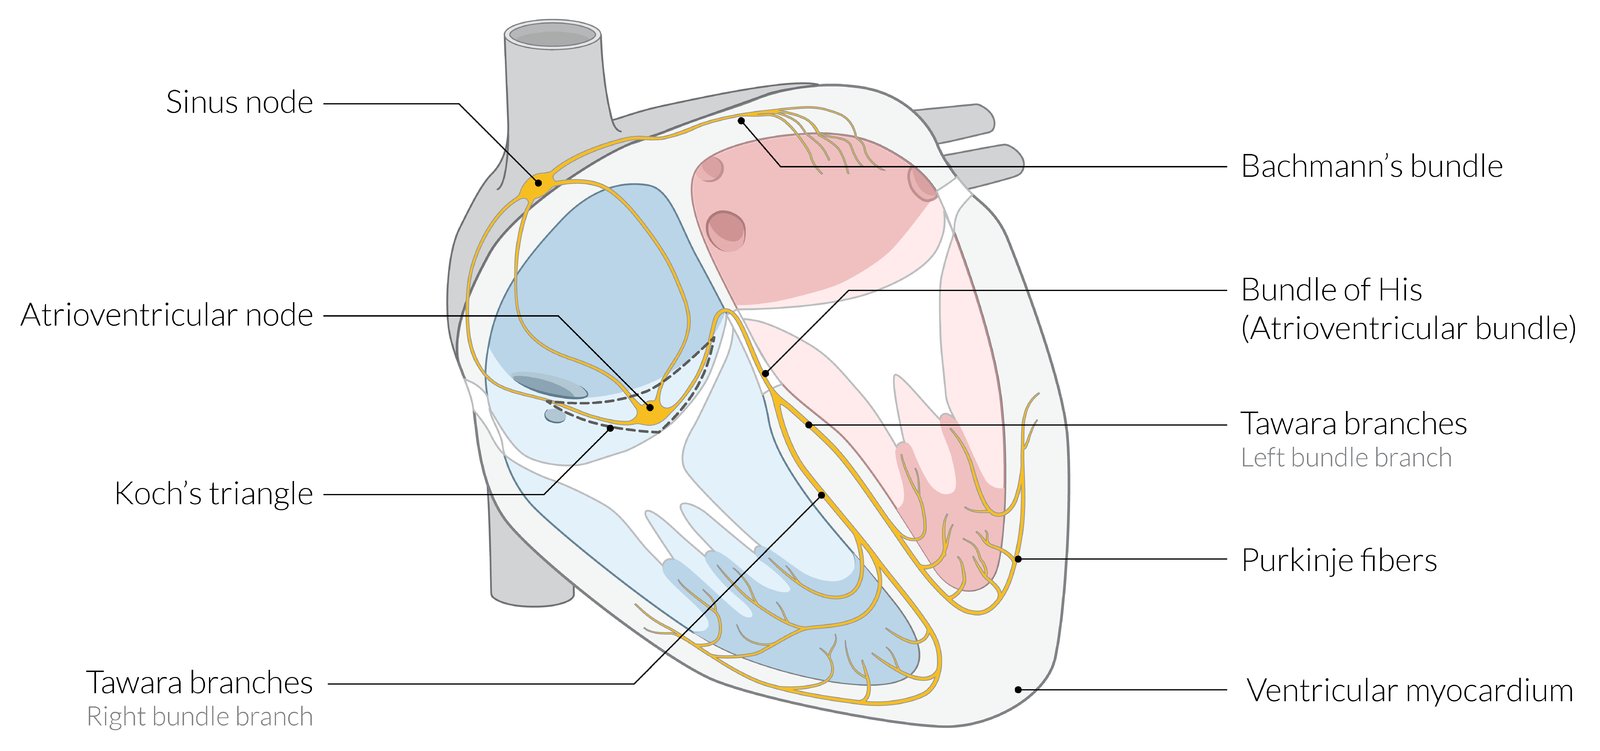 Sinus node
Atrioventricular node
Koch’s triangle
Tawara branches
Right bundle branch
Bachmann’s bundle
Bundle of His
(Atrioventricular bundle)
Tawara branches
Left bundle branch
Purkinje fibers
Ventricular myocardium